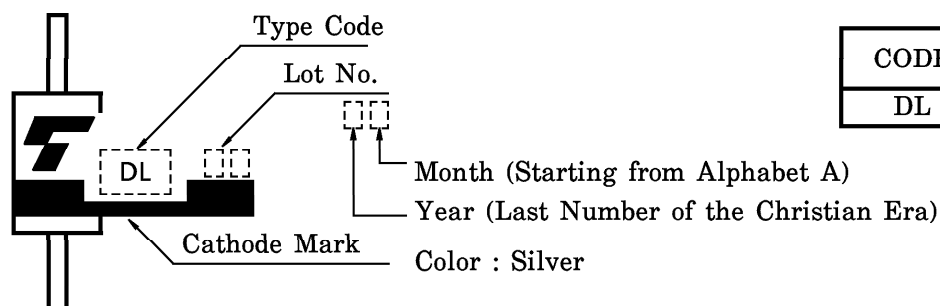 Type Code
Lot No.
DL
Month (Starting from Alphabet A)
Year (Last Number of the Christian Era)
Cathode Mark
Color : Silver
CODE
DL